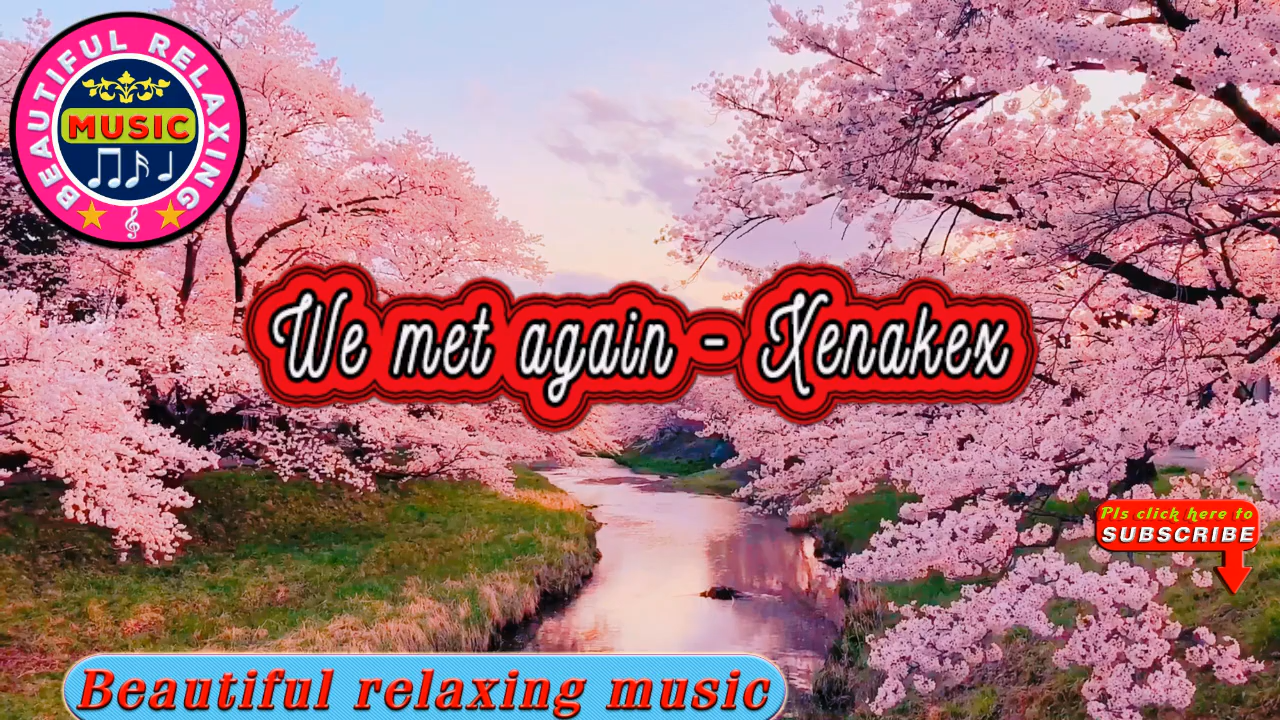 BEAUTIFUL RELAXING
MUSIC
We met again - Xenakex
Pls click here to
SUBSCRIBE
Beautiful relaxing music